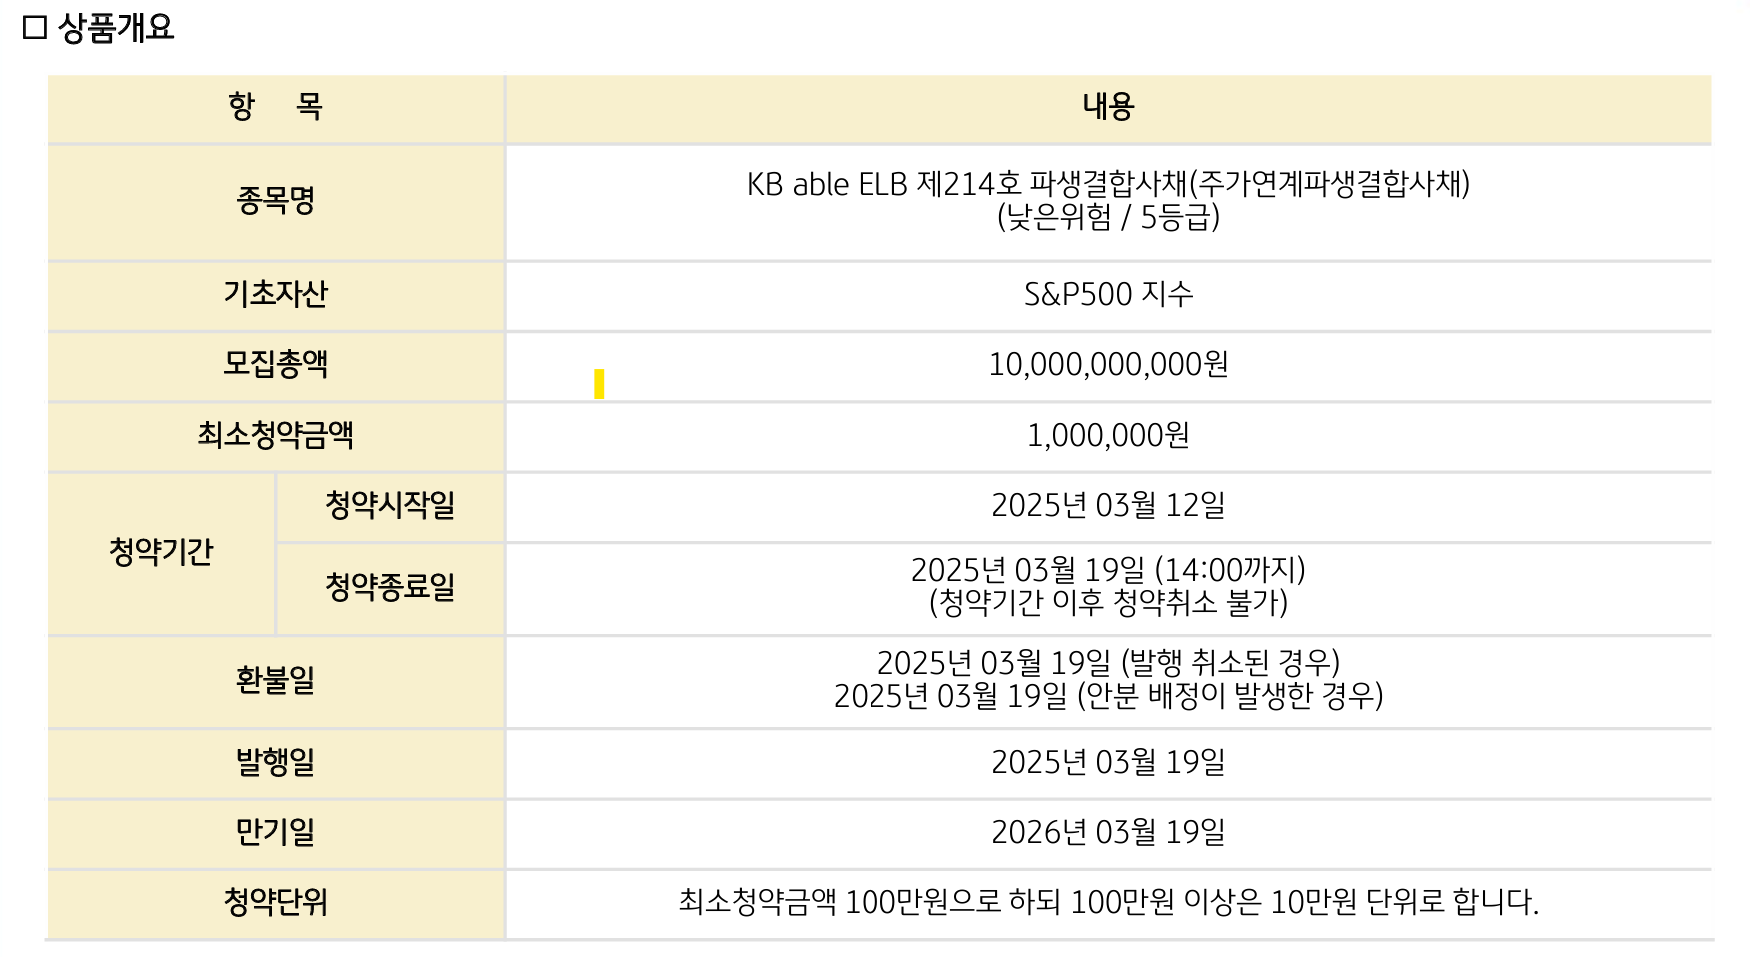 □ 상품개요
항 목
내용
종목명
KB able ELB 제214호 파생결합사채(주가연계파생결합사채)
(낮은위험 / 5등급)
기초자산
S&P500 지수
모집총액
10,000,000,000원
최소청약금액
1,000,000원
청약기간
청약시작일
2025년 03월 12일
청약종료일
2025년 03월 19일 (14:00까지)
(청약기간 이후 청약취소 불가)
환불일
2025년 03월 19일 (발행 취소된 경우)
2025년 03월 19일 (안분 배정이 발생한 경우)
발행일
2025년 03월 19일
만기일
2026년 03월 19일
청약단위
최소청약금액 100만원으로 하되 100만원 이상은 10만원 단위로 합니다.